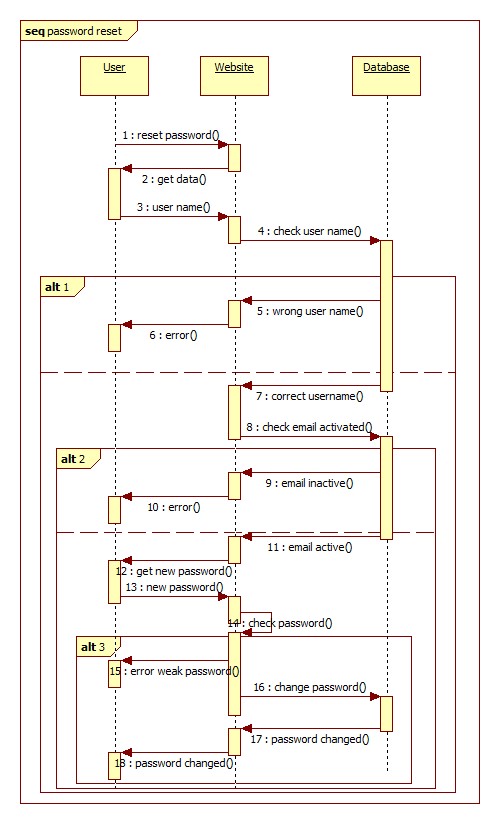 seq password reset
User
Website
Database
1 : reset password()
2 : get data()
3 : user name()
4 : check user name()
alt 1
5 : wrong user name()
6 : error()
7 : correct username()
8 : check email activated()
alt 2
9 : email inactive()
10 : error()
11 : email active()
12 : get new password()
13 : new password()
14 : check password()
alt 3
15 : error weak password()
16 : change password()
17 : password changed()
18 : password changed()